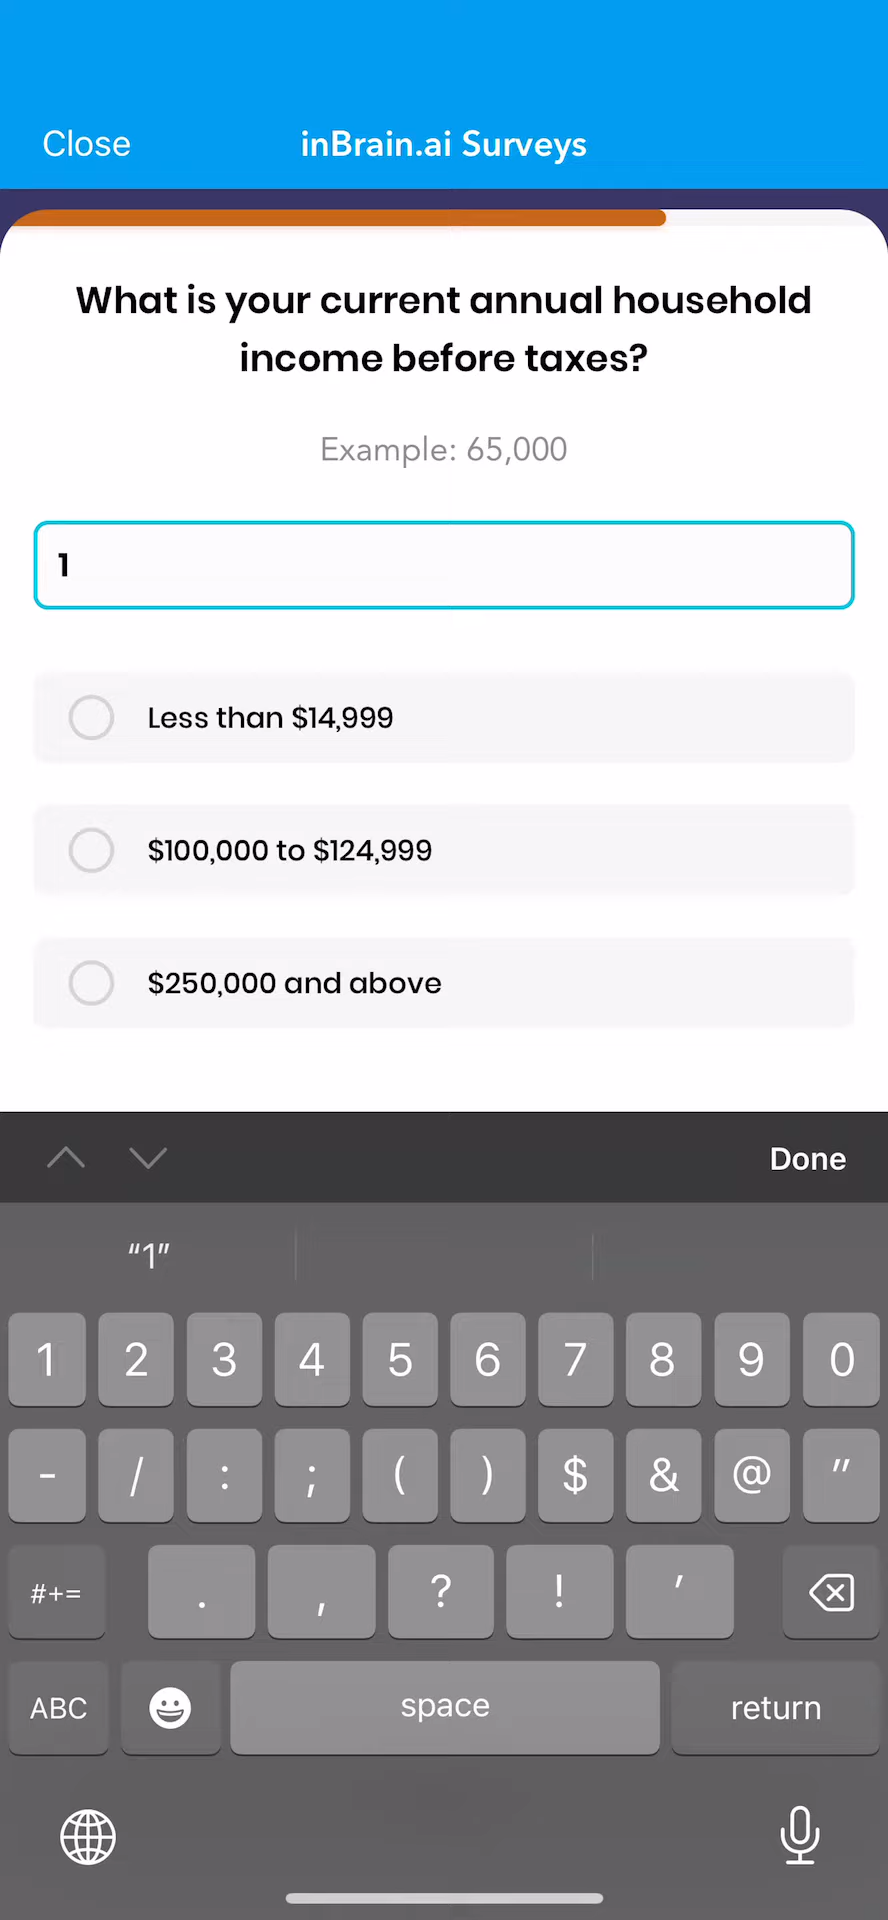 Close
inBrain.ai Surveys
What is your current annual household
income before taxes?
Example: 65,000
1
Less than $14,999
$100,000 to $124,999
$250,000 and above
Done
“1”
1 2 3 4 5 6 7 8 9 0
- / : ; ( ) $ & @ "
#+= . , ? ! '
ABC space return